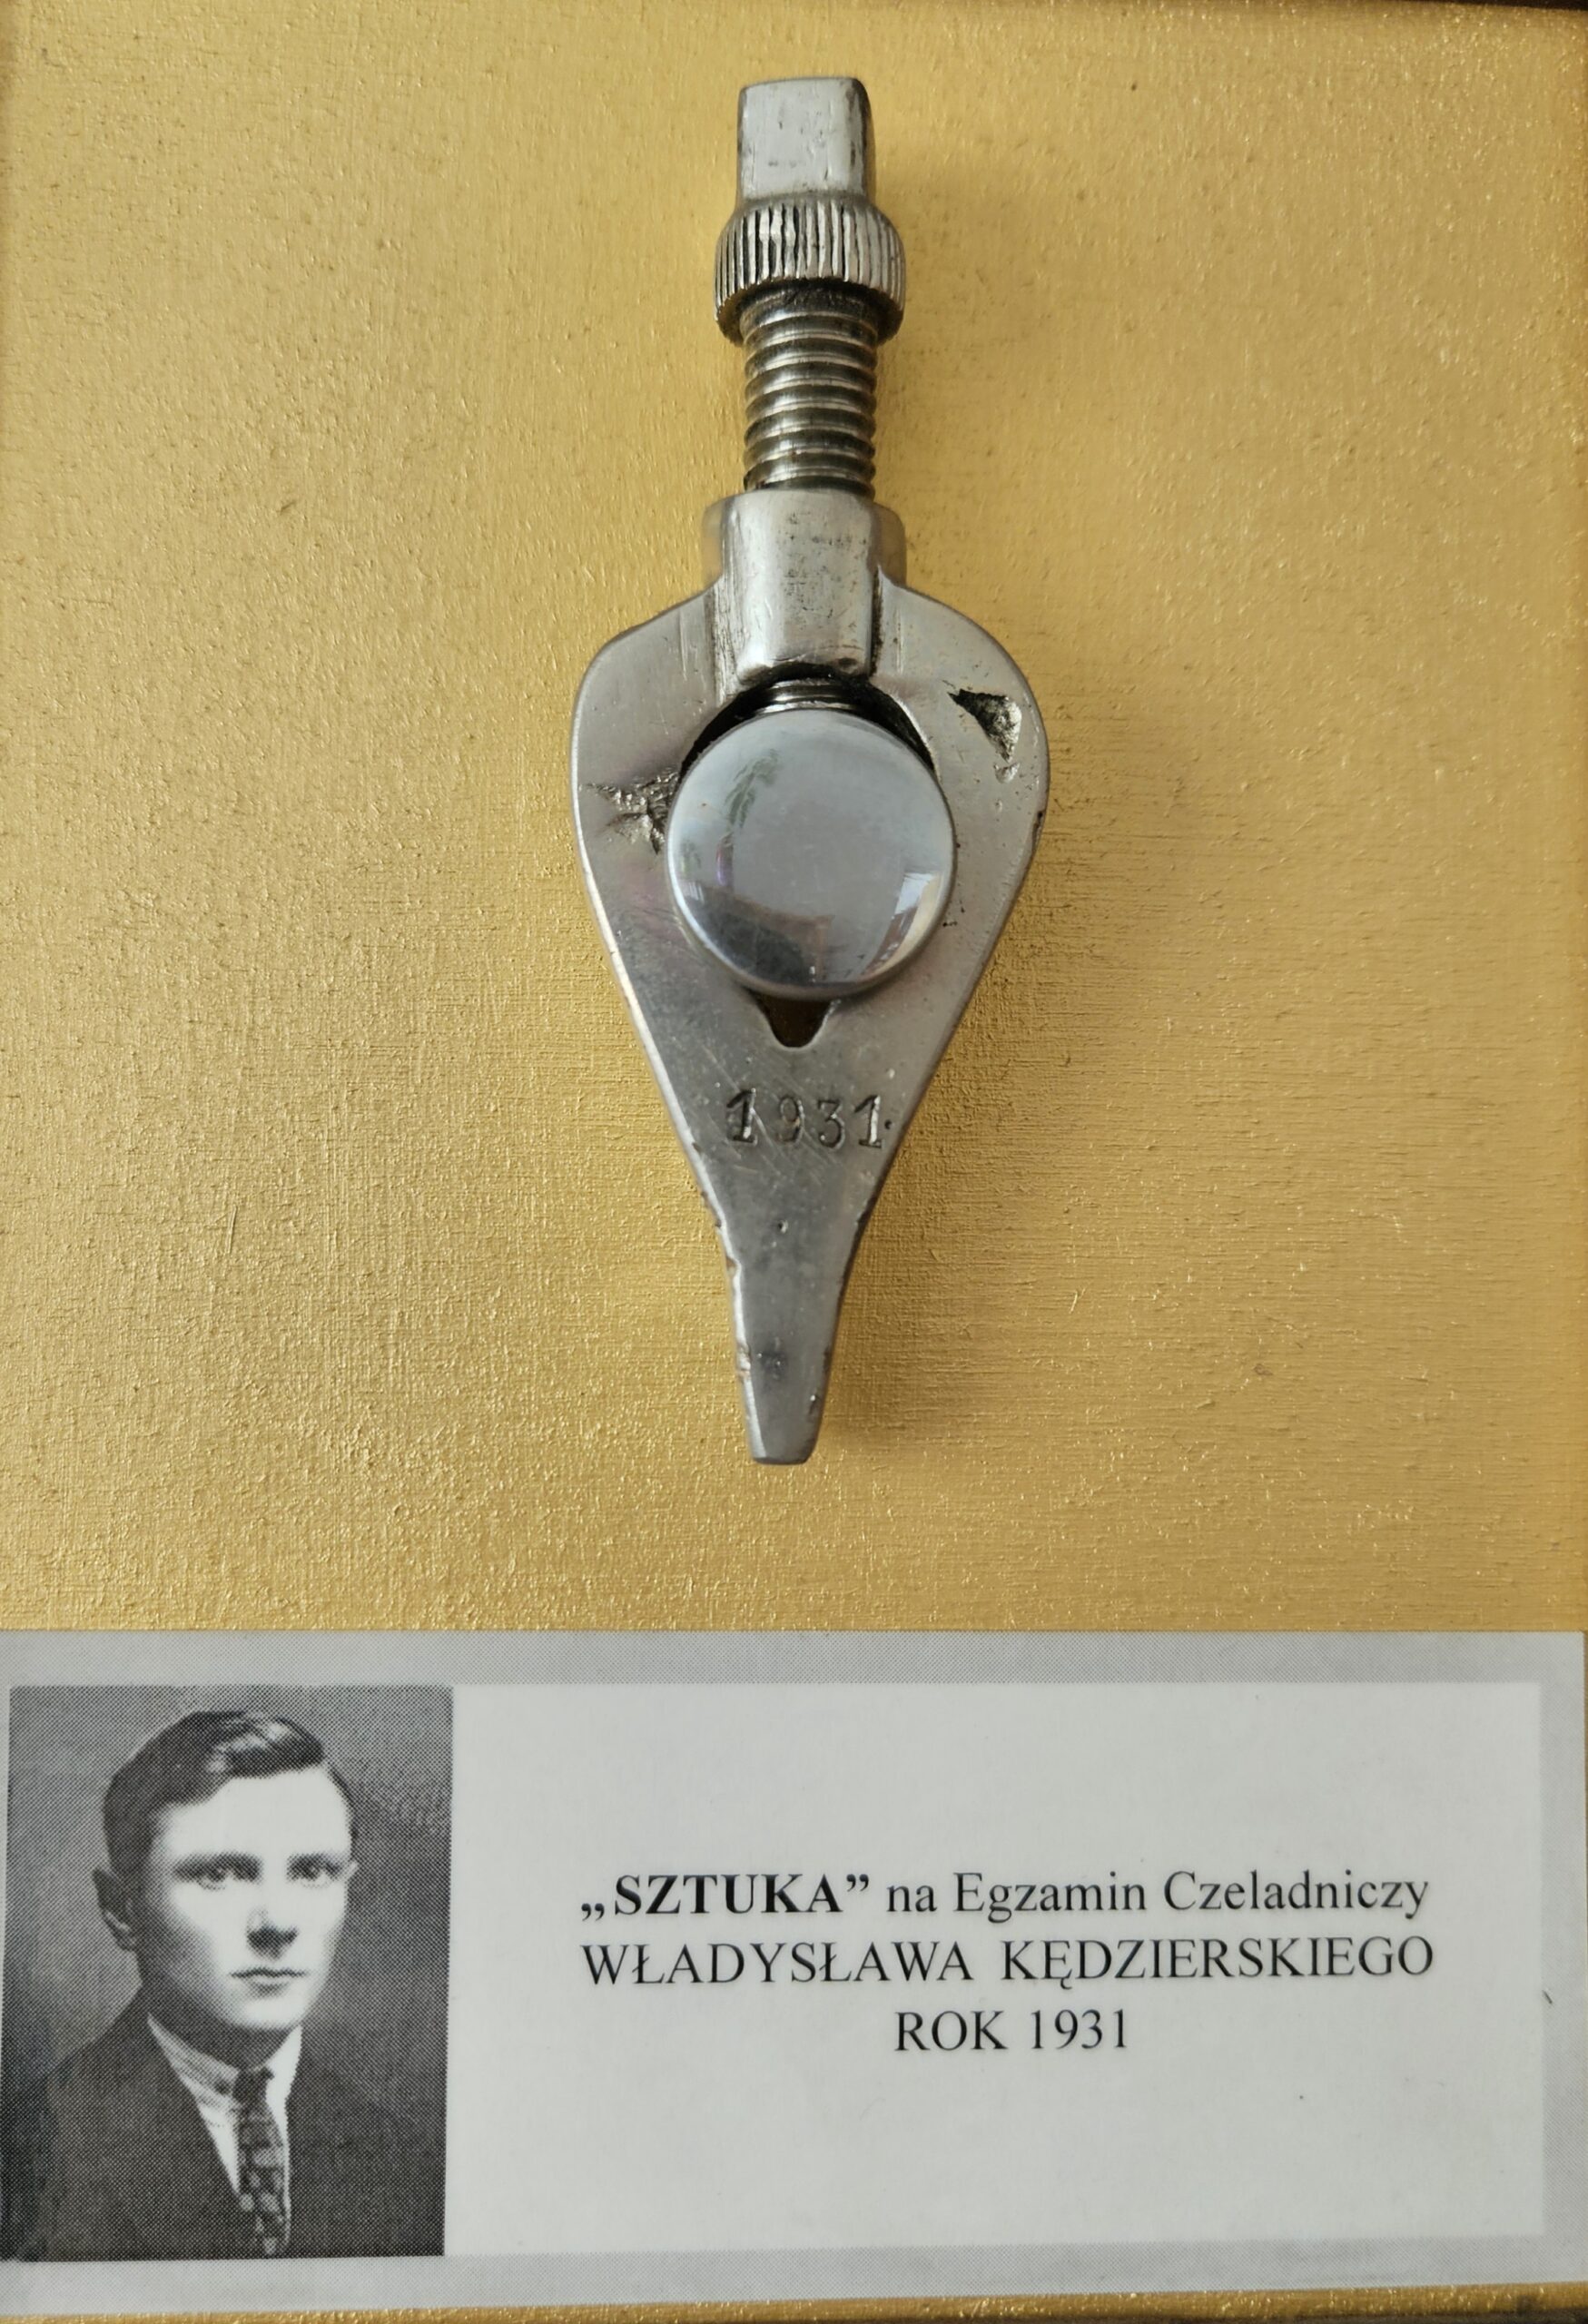 1931
„SZTUKA” na Egzamin Czeladniczy
WŁADYSŁAWA KĘDZIERSKIEGO
ROK 1931